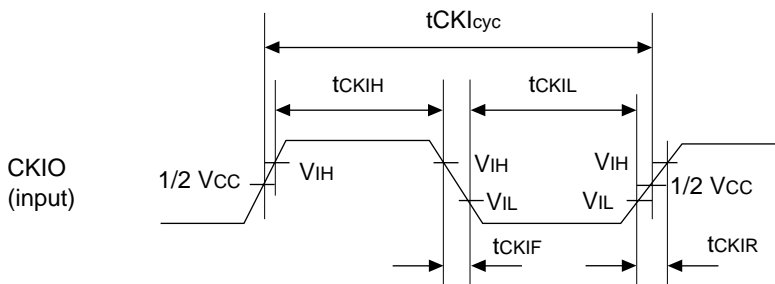 tCKIcyc
tCKIH
tCKIL
CKIO
(input)
1/2 VCC
VIH
VIH
VIL
VIH
VIL
1/2 VCC
tCKIF
tCKIR